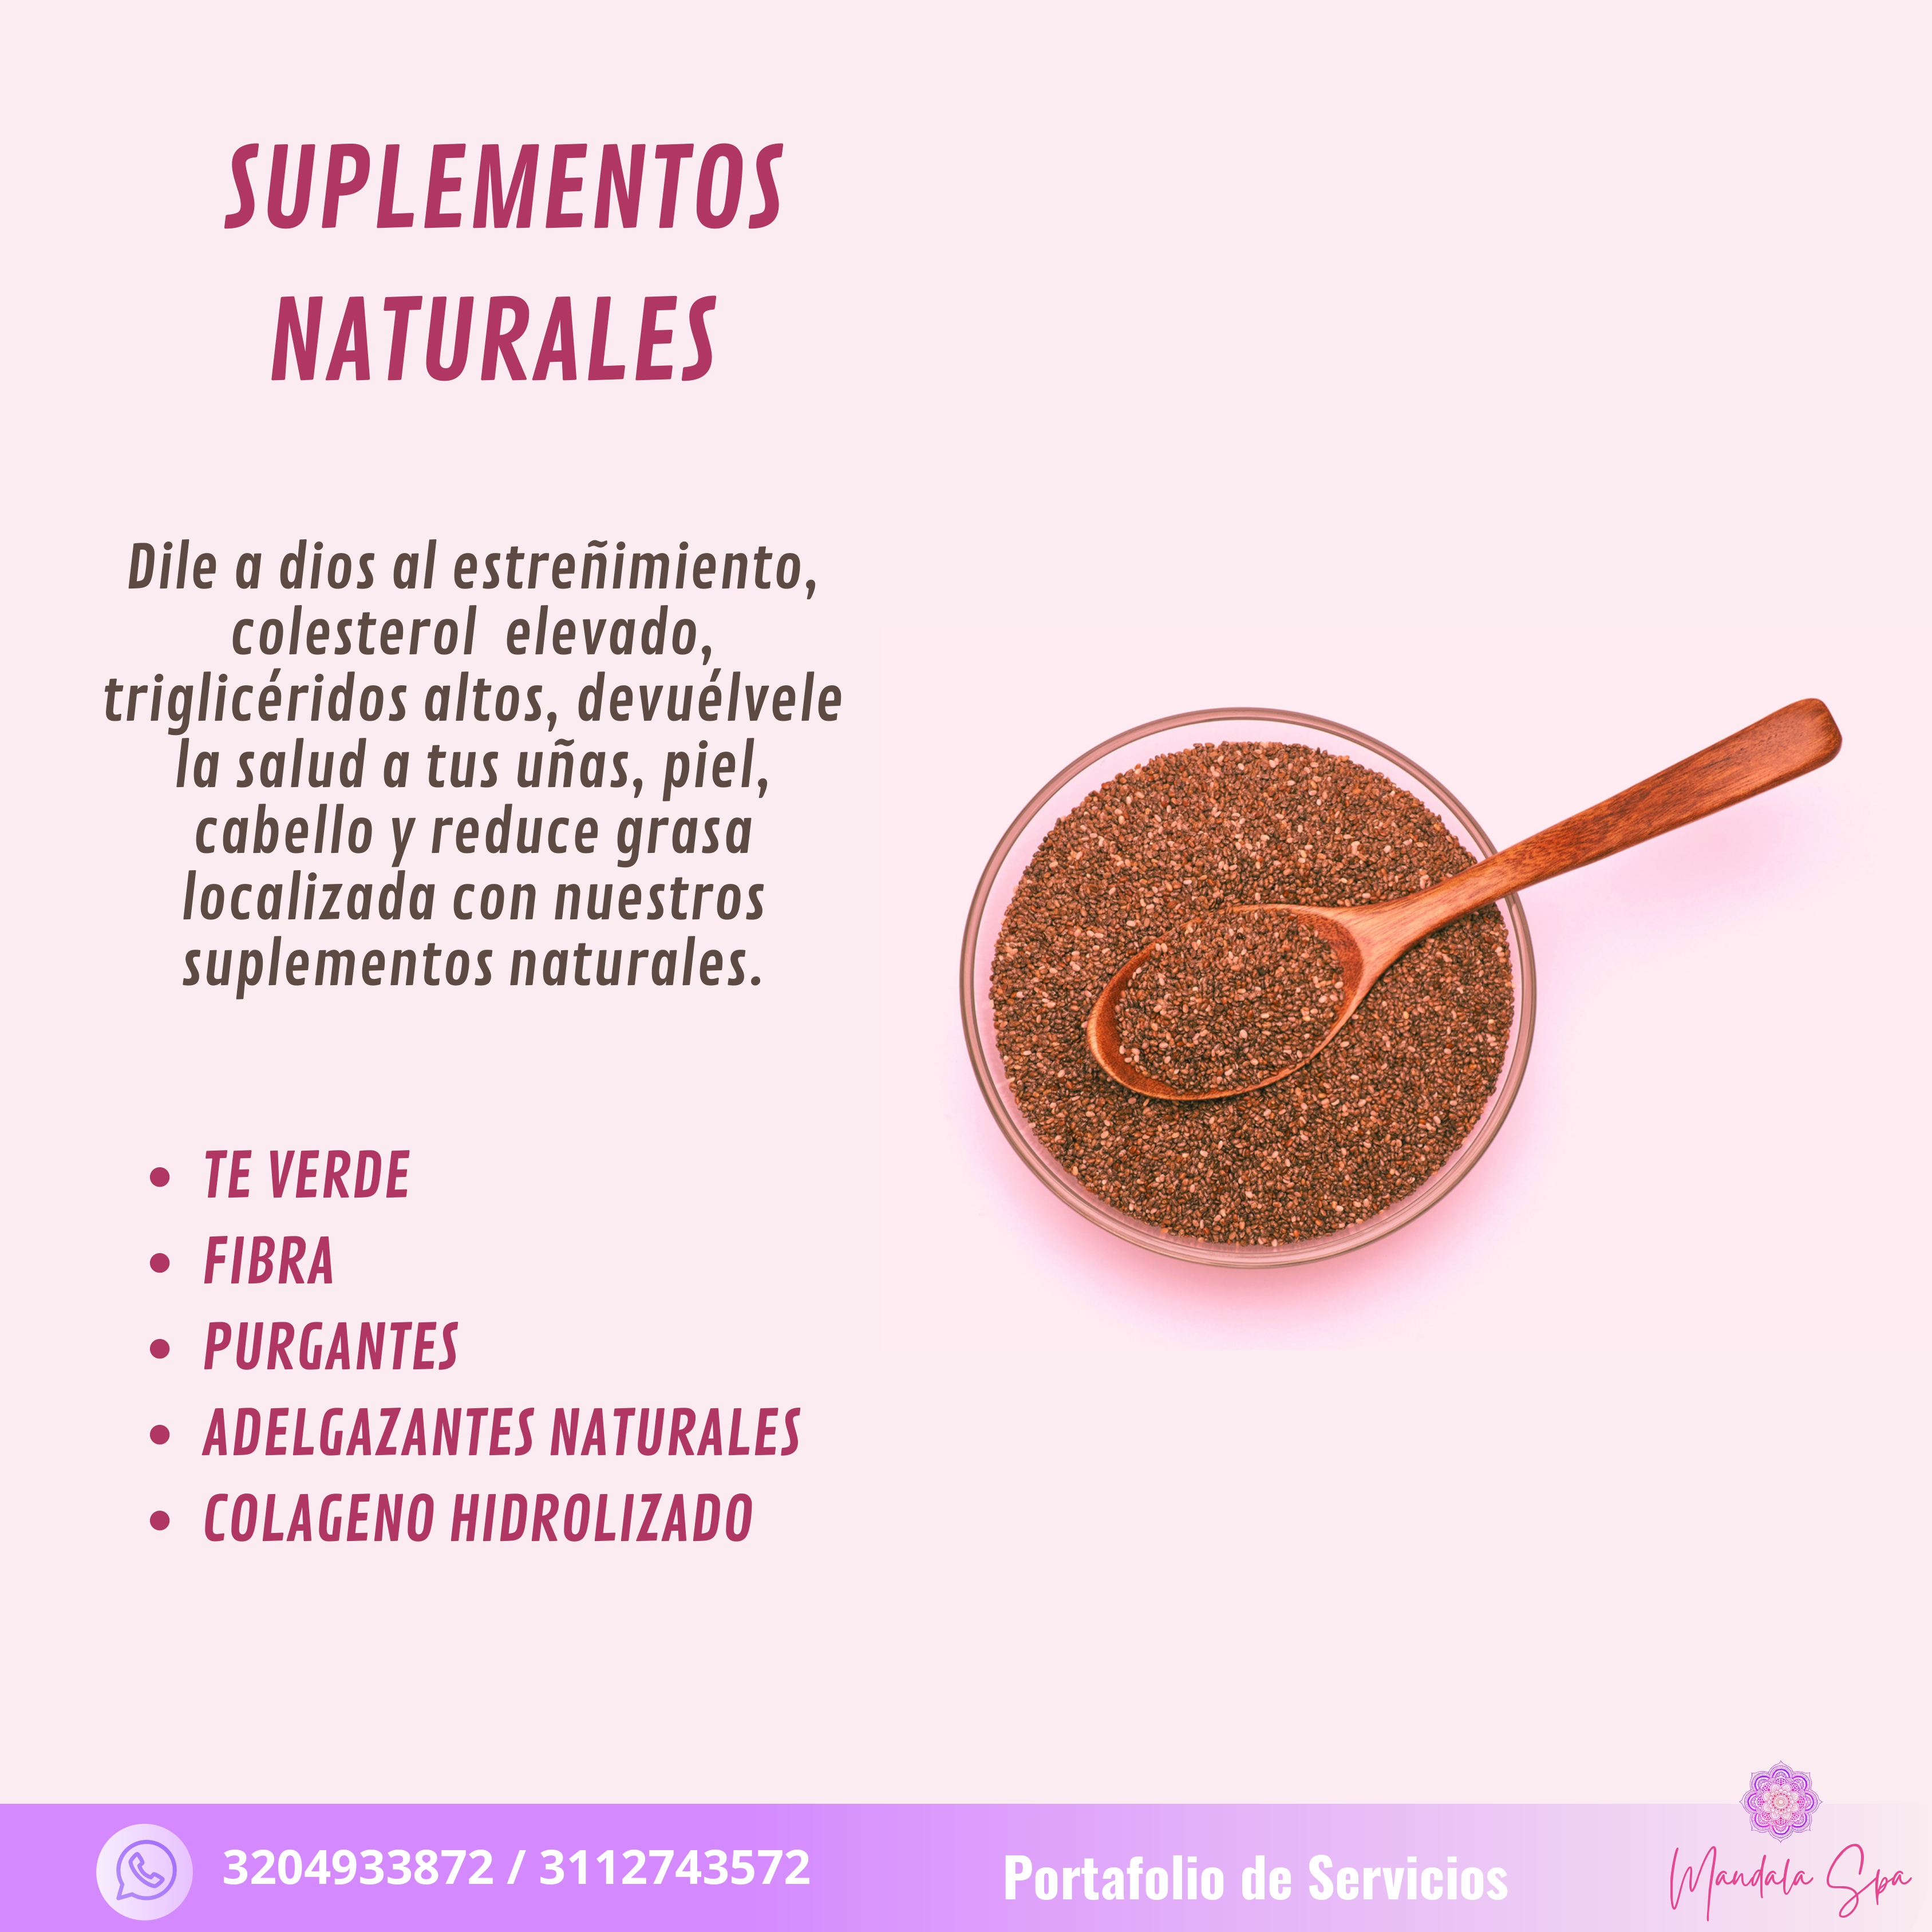 SUPLEMENTOS
NATURALES
Dile a dios al estreñimiento,
colesterol  elevado,
triglicéridos altos, devuélvele
la salud a tus uñas, piel,
cabello y reduce grasa
localizada con nuestros
suplementos naturales.
• TE VERDE
• FIBRA
• PURGANTES
• ADELGAZANTES NATURALES
• COLAGENO HIDROLIZADO
3204933872 / 3112743572
Portafolio de Servicios
Mandala Spa